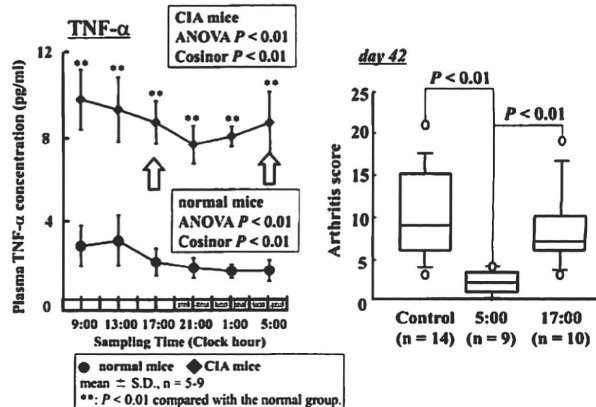 TNF-α
CIA mice
ANOVA P < 0.01
Cosinor P < 0.01
Plasma TNF-α concentration (pg/ml)
12
8
4
0
**
**
**
**
**
**
normal mice
ANOVA P < 0.01
Cosinor P < 0.01
9:00 13:00 17:00 21:00 1:00 5:00
Sampling Time (Clock hour)
● normal mice ◆ CIA mice
mean ± S.D., n = 5-9
**: P < 0.01 compared with the normal group.
day 42
P < 0.01
P < 0.01
Arthritis score
25
20
15
10
5
0
Control 5:00 17:00
(n = 14) (n = 9) (n = 10)